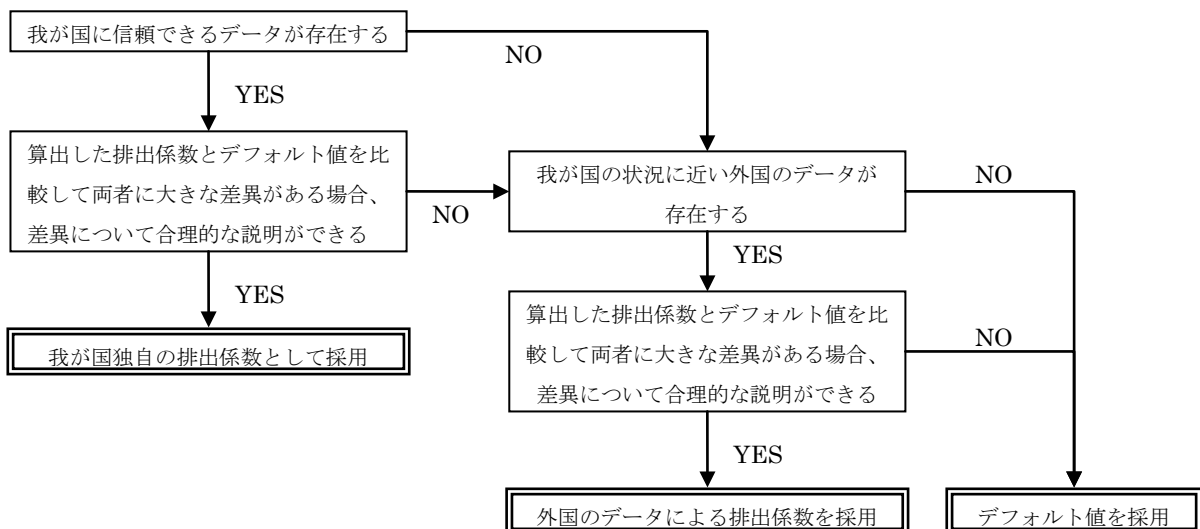 我が国に信頼できるデータが存在する
NO
YES
算出した排出係数とデフォルト値を比
較して両者に大きな差異がある場合、
差異について合理的な説明ができる
NO
我が国の状況に近い外国のデータが
存在する
NO
YES
YES
我が国独自の排出係数として採用
算出した排出係数とデフォルト値を比
較して両者に大きな差異がある場合、
差異について合理的な説明ができる
NO
YES
外国のデータによる排出係数を採用
デフォルト値を採用